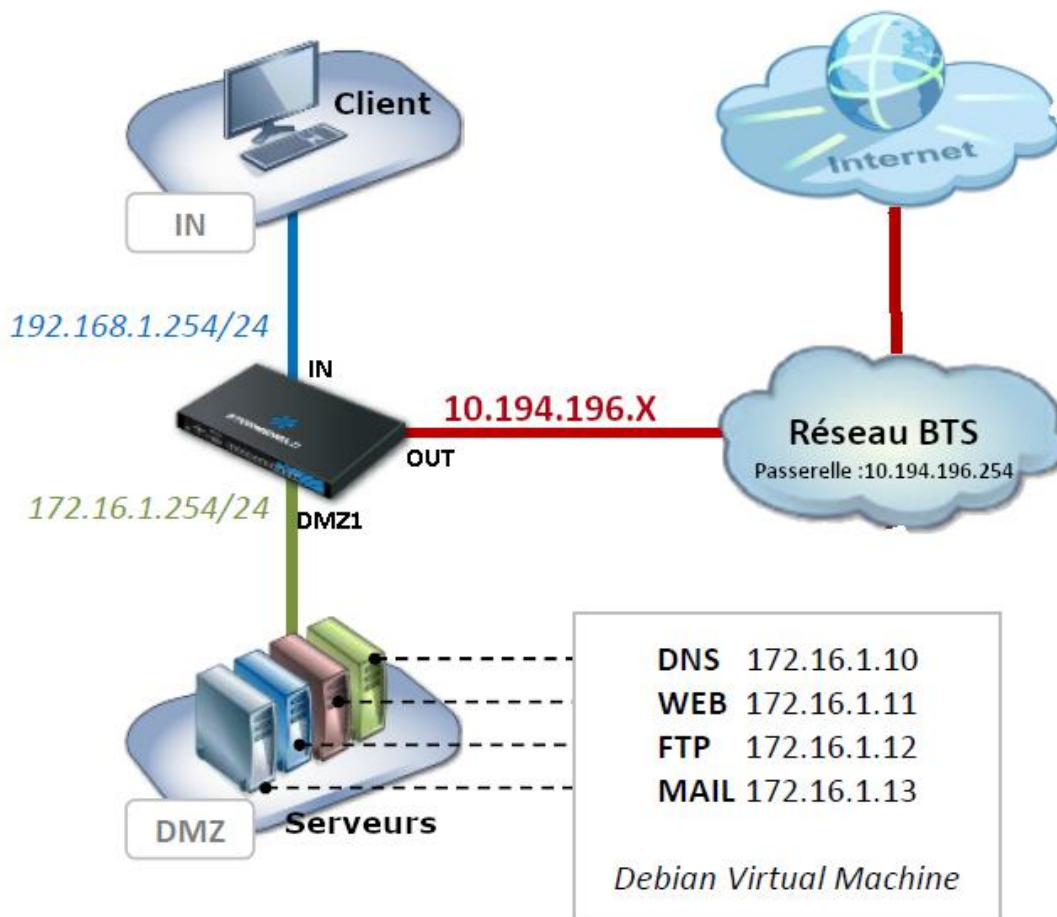 Client
IN
Internet
192.168.1.254/24
IN
STORMSHIELD
10.194.196.X
OUT
Réseau BTS
Passerelle :10.194.196.254
172.16.1.254/24
DMZ1
DNS 172.16.1.10
WEB 172.16.1.11
FTP 172.16.1.12
MAIL 172.16.1.13
Debian Virtual Machine
Serveurs
DMZ